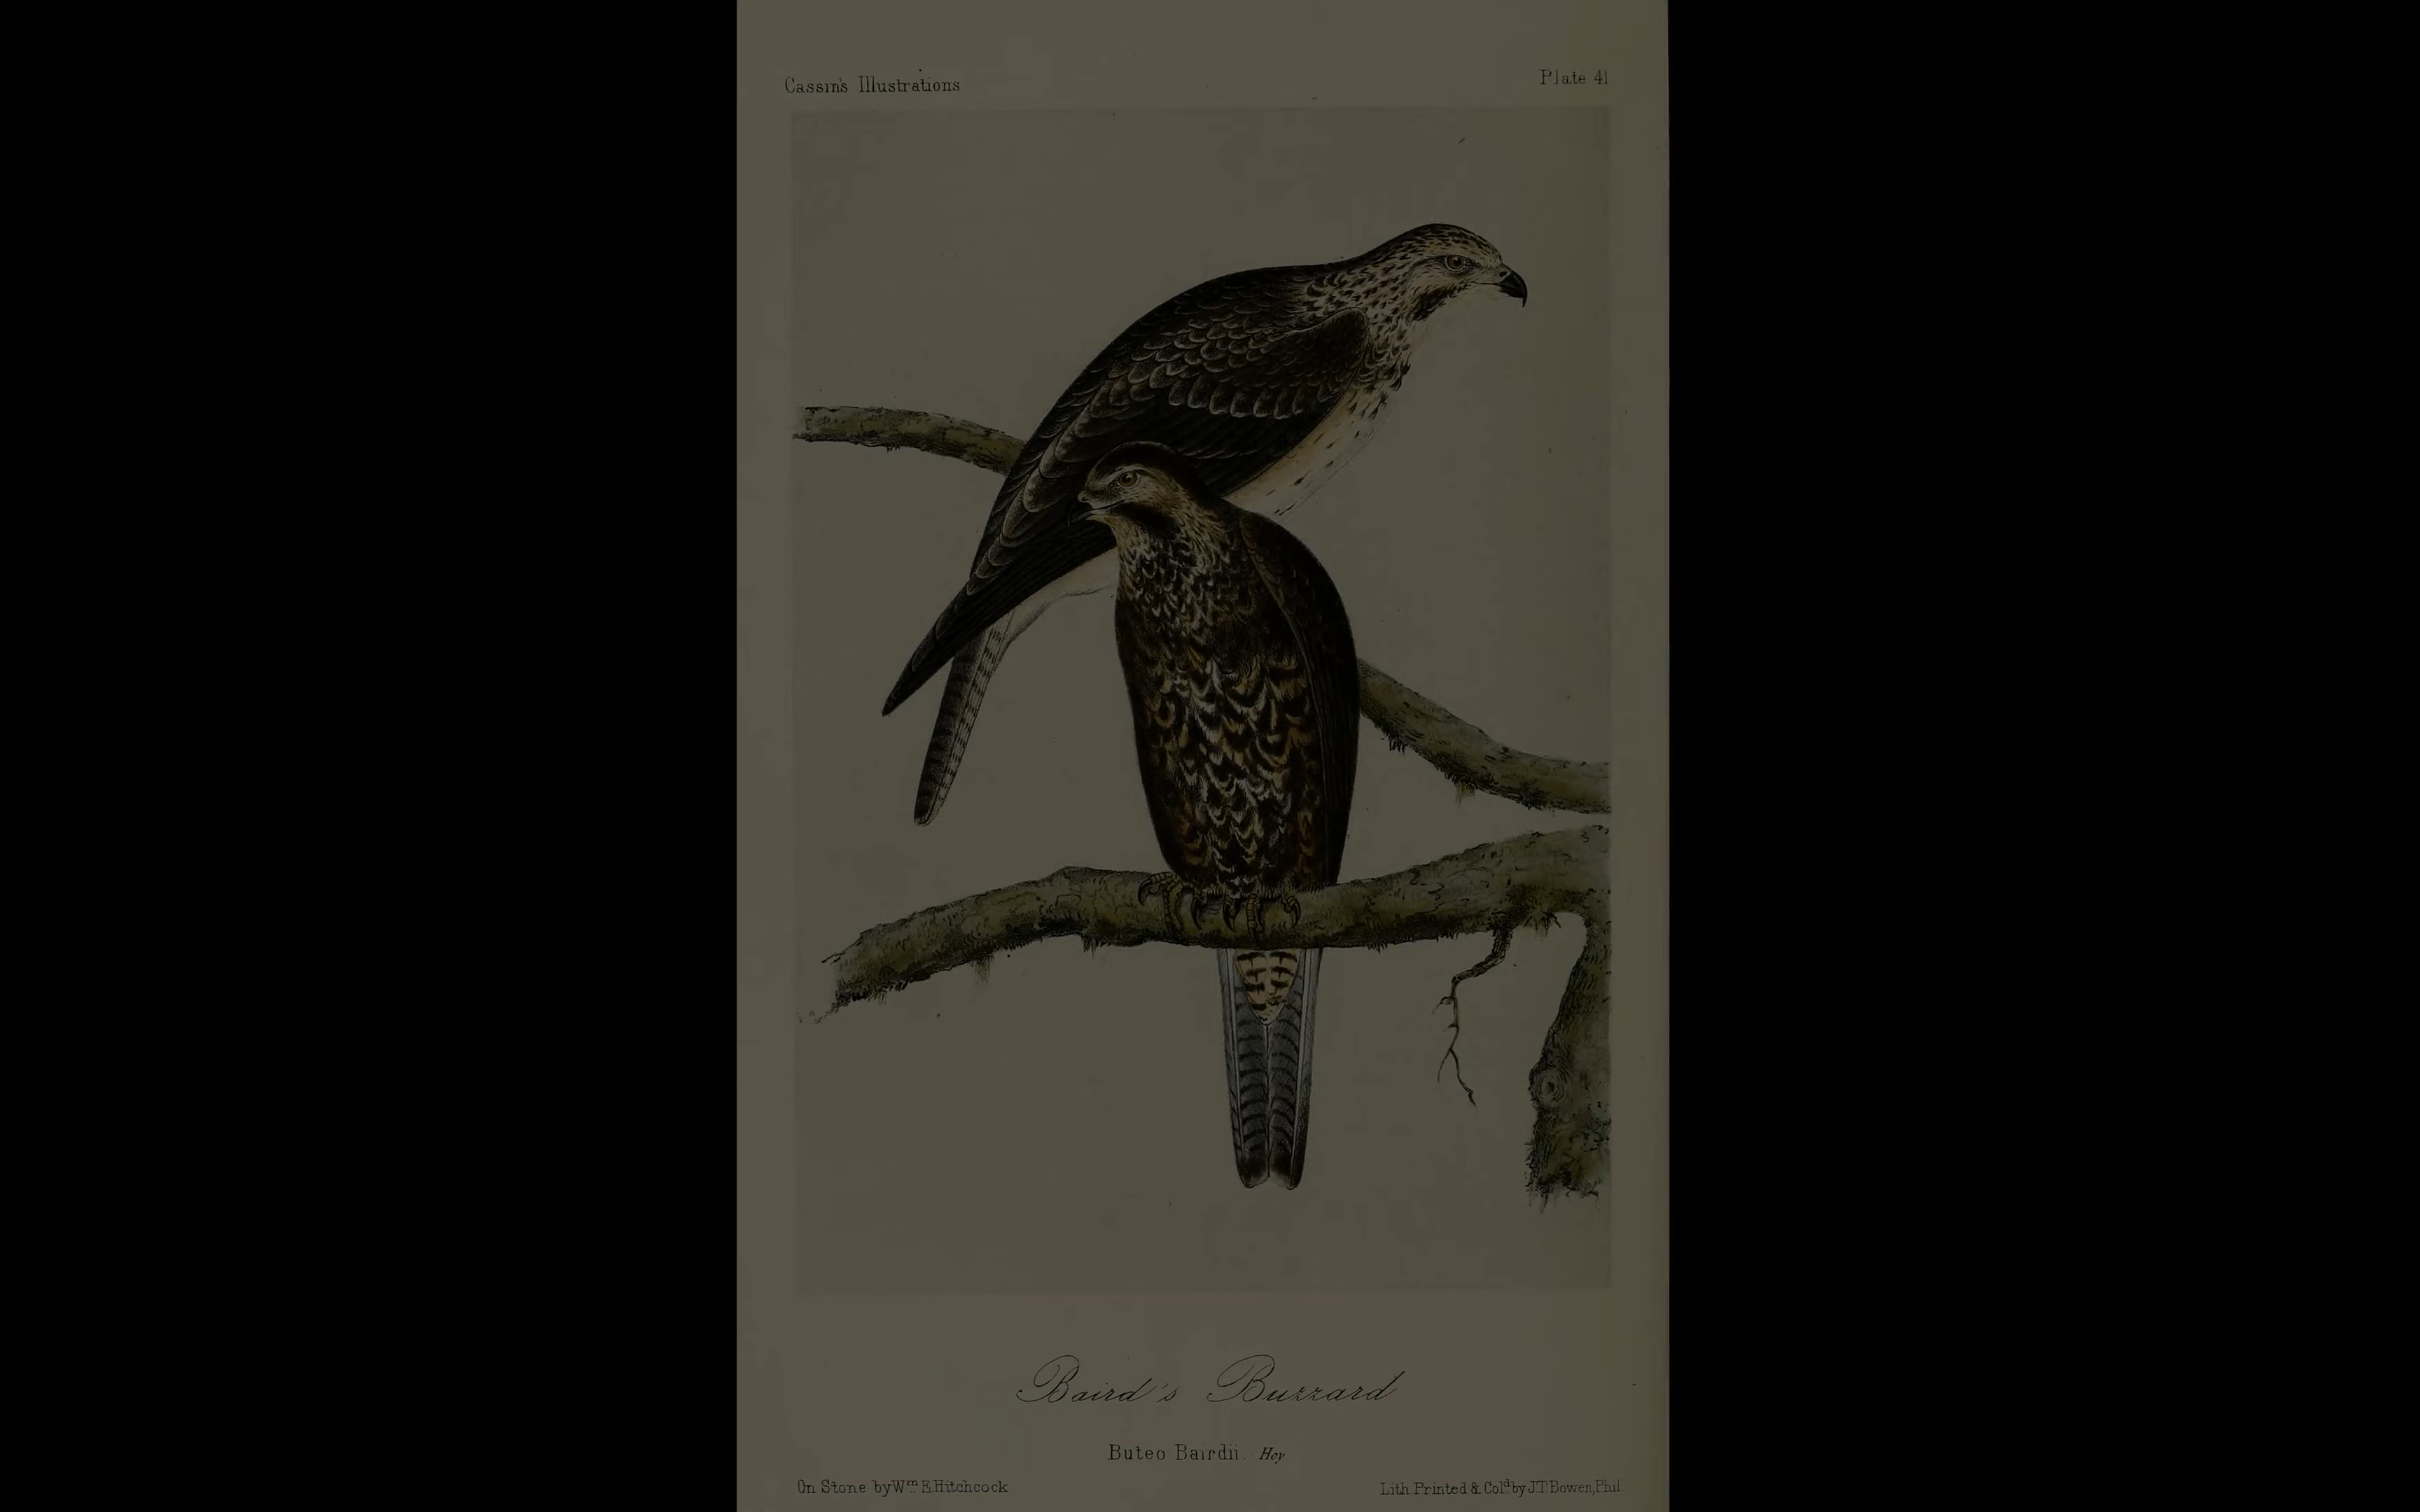 Cassin's Illustrations
Plate 41
Baird's Buzzard
Buteo Bairdii. Hoy
On Stone by Wm. E. Hitchcock
Lith Printed & Cold by J.T. Bowen, Phil.